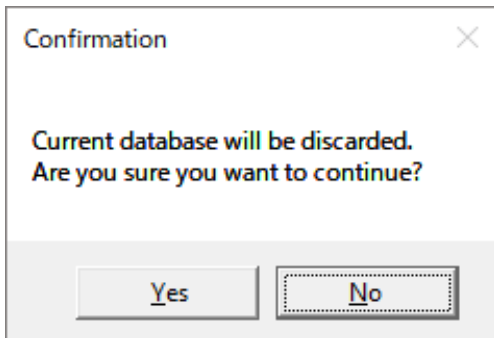 Confirmation
Current database will be discarded.
Are you sure you want to continue?
Yes
No